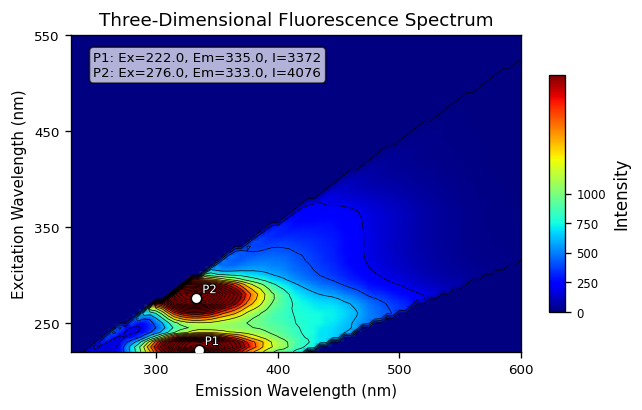 Three-Dimensional Fluorescence Spectrum
P1: Ex=222.0, Em=335.0, I=3372
P2: Ex=276.0, Em=333.0, I=4076
550
450
350
250
Excitation Wavelength (nm)
P2
P1
300
400
500
600
Emission Wavelength (nm)
1000
750
500
250
0
Intensity